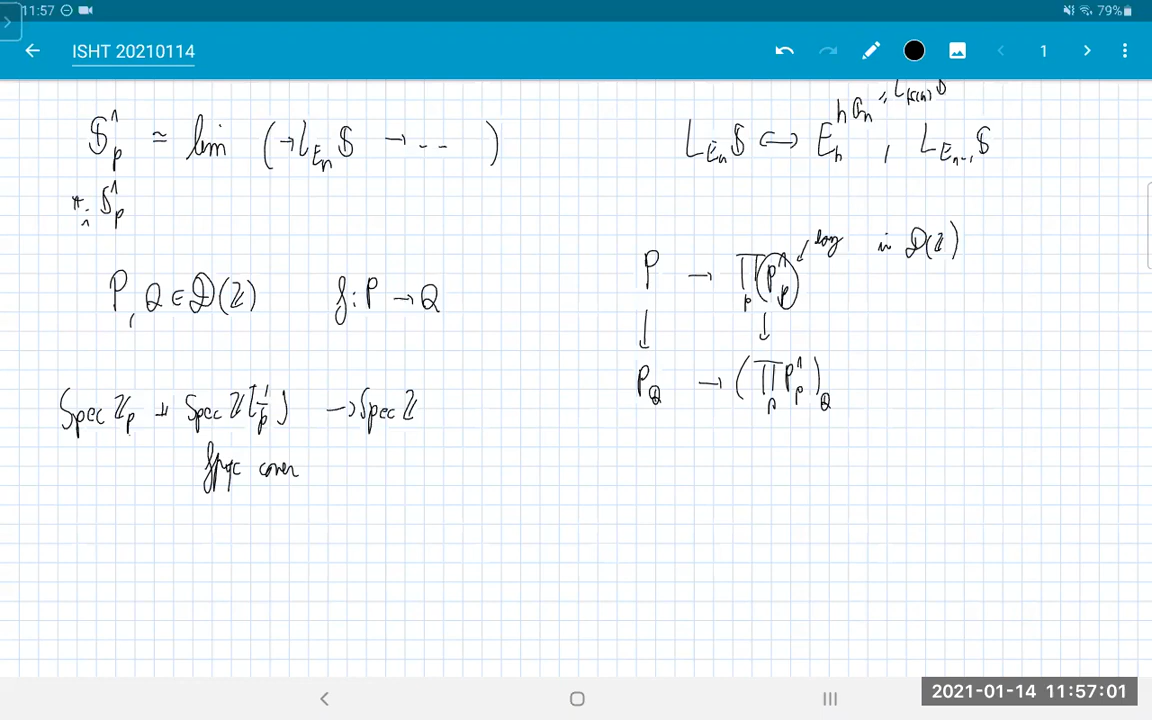 11:57
79%
ISHT 20210114
1
𝕊^∧_p ≃ lim (→ L_{E_n} 𝕊 → ... )
L_{E_n} 𝕊 ⟺ E_n^{hG_n} ≃ L_{K(n)} 𝕊 , L_{E_{n-1}} 𝕊
π_i 𝕊^∧_p
P, Q ∈ D(ℤ) f: P → Q
P → ∏_p (P^∧_p) in D(ℤ)
↓ ↓
P_ℚ → (∏_p P^∧_p)_ℚ
Spec ℤ_p ⊔ Spec ℤ[1/p] → Spec ℤ
fpqc cover
2021-01-14 11:57:01